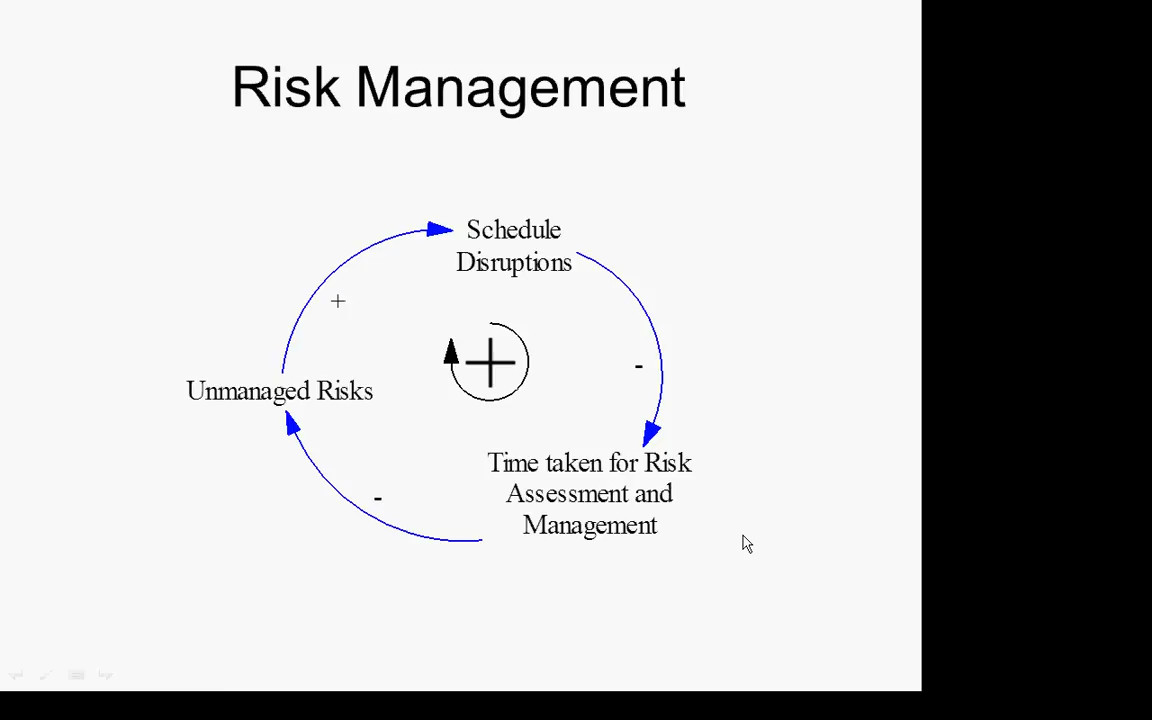 Risk Management
Schedule
Disruptions
+
-
+
Unmanaged Risks
Time taken for Risk
Assessment and
Management
-